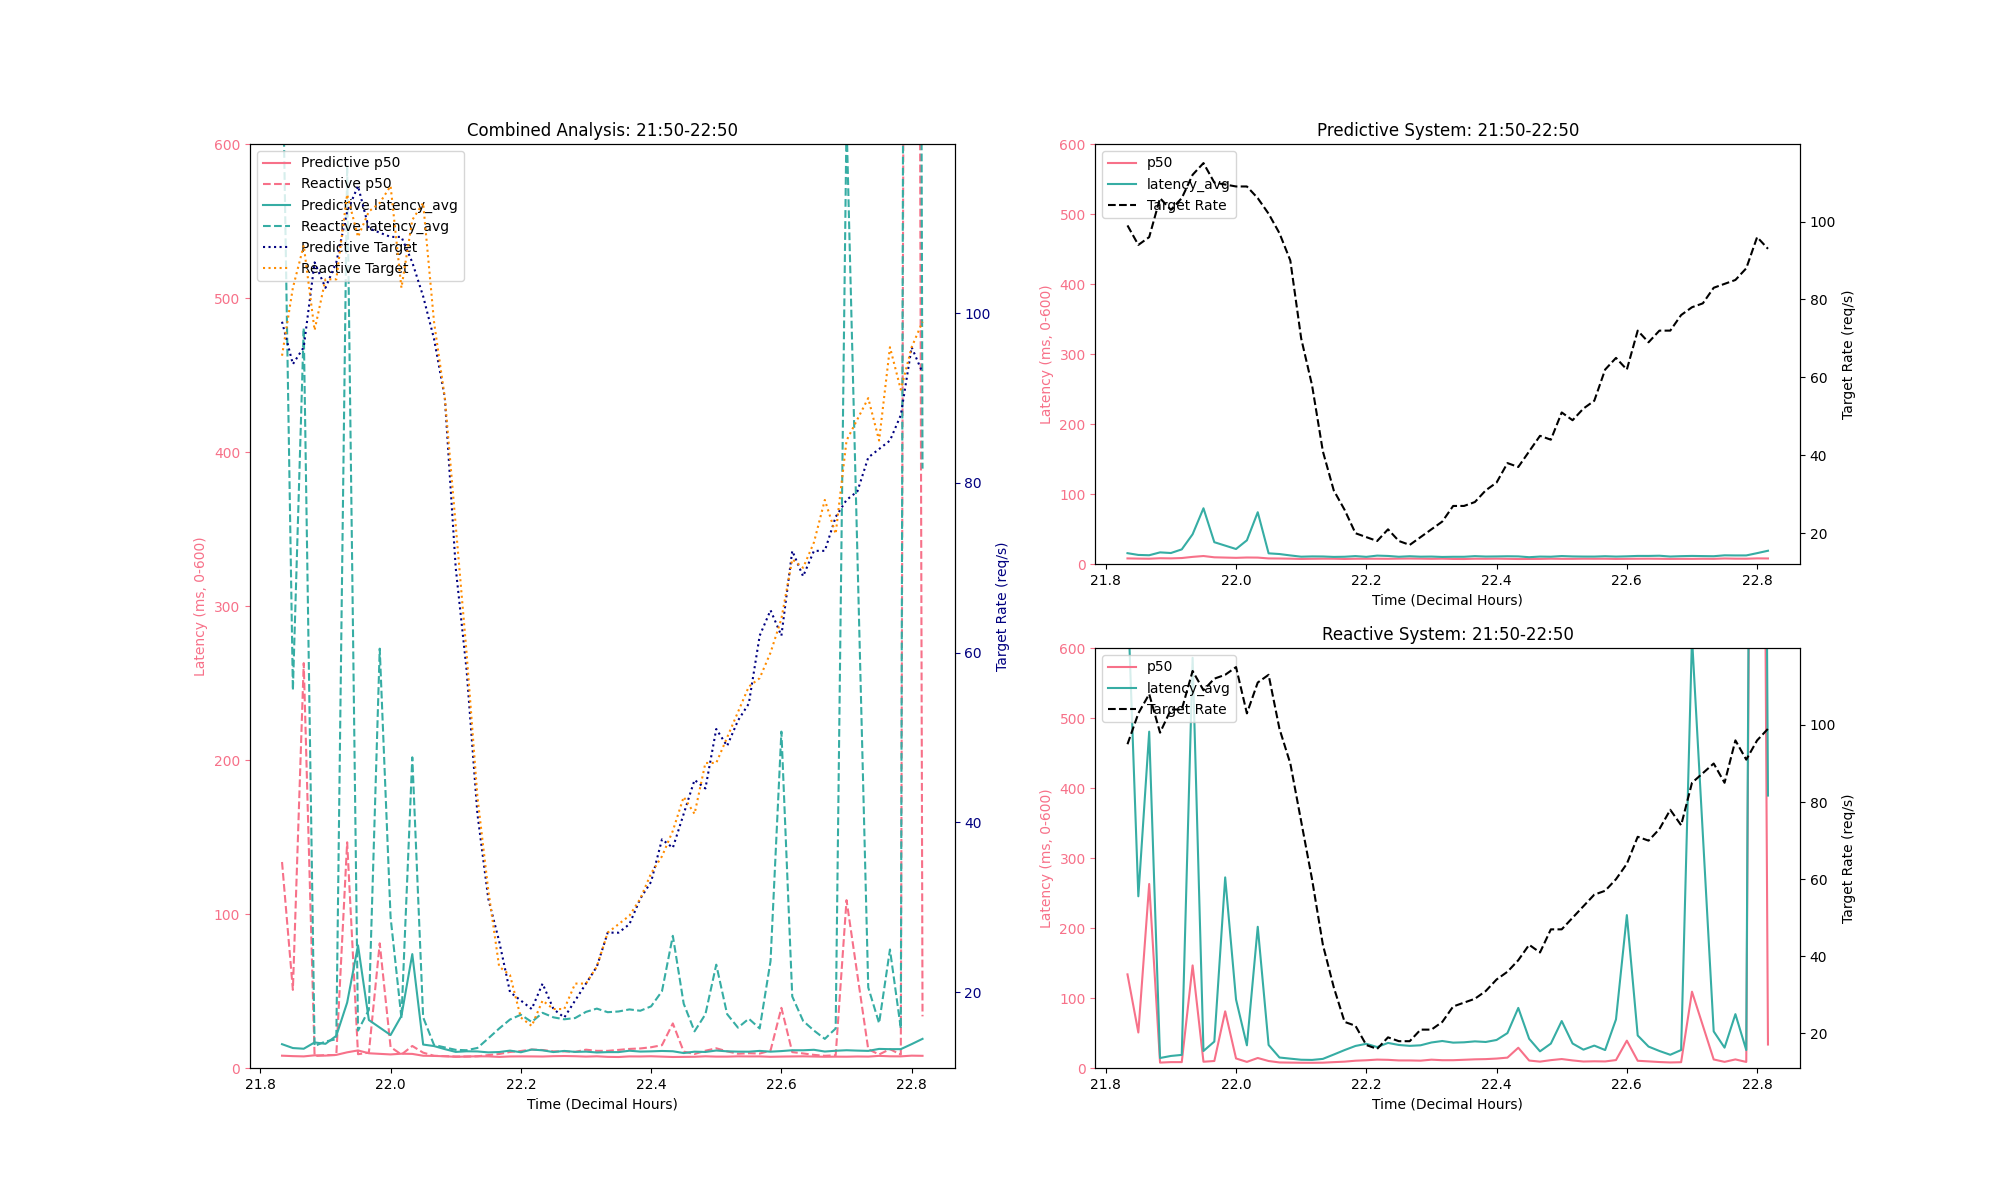 Combined Analysis: 21:50-22:50
600
500
400
300
200
100
0
Latency (ms, 0-600)
Predictive p50
Reactive p50
Predictive latency_avg
Reactive latency_avg
Predictive Target
Reactive Target
100
80
60
40
20
Target Rate (req/s)
21.8 22.0 22.2 22.4 22.6 22.8
Time (Decimal Hours)
Predictive System: 21:50-22:50
600
500
400
300
200
100
0
Latency (ms, 0-600)
p50
latency_avg
Target Rate
100
80
60
40
20
Target Rate (req/s)
21.8 22.0 22.2 22.4 22.6 22.8
Time (Decimal Hours)
Reactive System: 21:50-22:50
600
500
400
300
200
100
0
Latency (ms, 0-600)
p50
latency_avg
Target Rate
100
80
60
40
20
Target Rate (req/s)
21.8 22.0 22.2 22.4 22.6 22.8
Time (Decimal Hours)